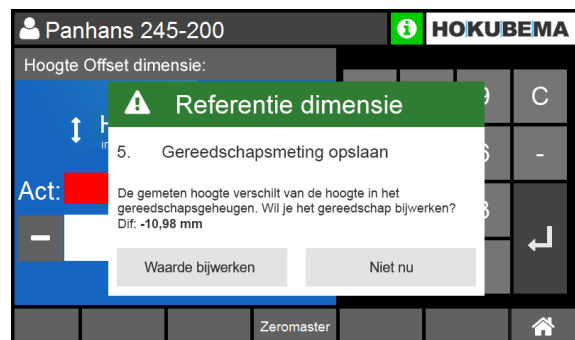 Panhans 245-200
i
HOKUBEMA
Hoogte Offset dimensie:
Referentie dimensie
C
5. Gereedschapsmeting opslaan
-
Act:
De gemeten hoogte verschilt van de hoogte in het
gereedschapsgeheugen. Wil je het gereedschap bijwerken?
Dif: -10,98 mm
Waarde bijwerken
Niet nu
Zeromaster